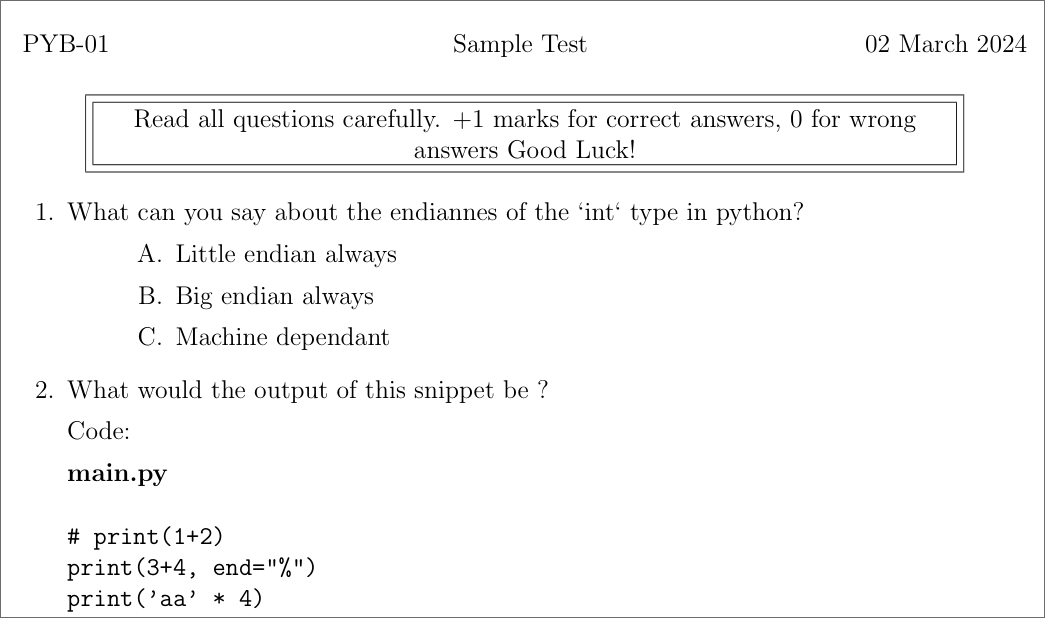 PYB-01 Sample Test 02 March 2024
Read all questions carefully. +1 marks for correct answers, 0 for wrong
answers Good Luck!
1. What can you say about the endiannes of the ‘int‘ type in python?
A. Little endian always
B. Big endian always
C. Machine dependant
2. What would the output of this snippet be ?
Code:
main.py
# print(1+2)
print(3+4, end="%")
print(’aa’ * 4)